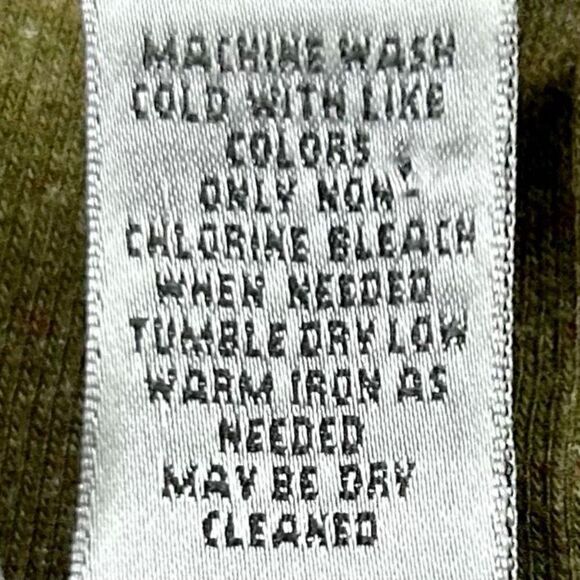 MACHINE WASH
COLD WITH LIKE
COLORS
ONLY NON-
CHLORINE BLEACH
WHEN NEEDED
TUMBLE DRY LOW
WARM IRON AS
NEEDED
MAY BE DRY
CLEANED